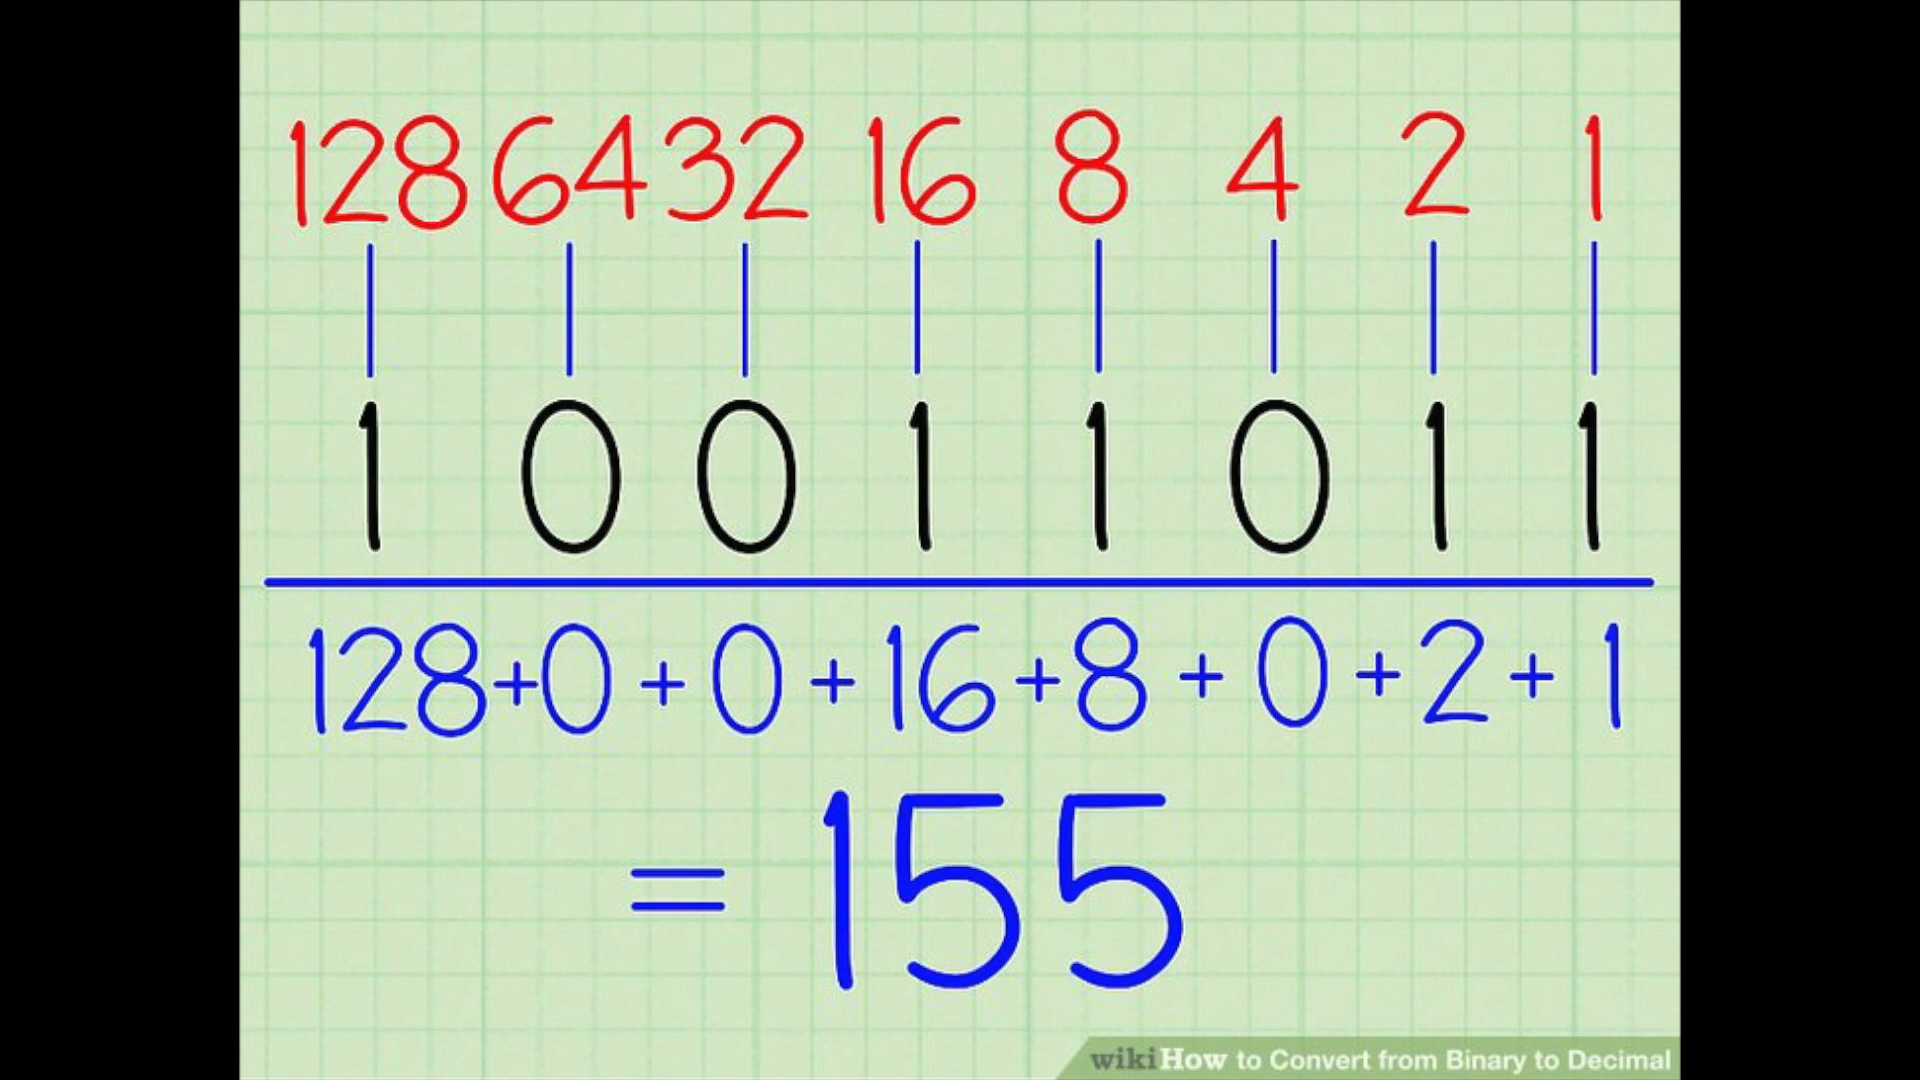 128 64 32 16 8 4 2 1
1 0 0 1 1 0 1 1
128+0 + 0 + 16 + 8 + 0 + 2 + 1
= 155
wikiHow to Convert from Binary to Decimal